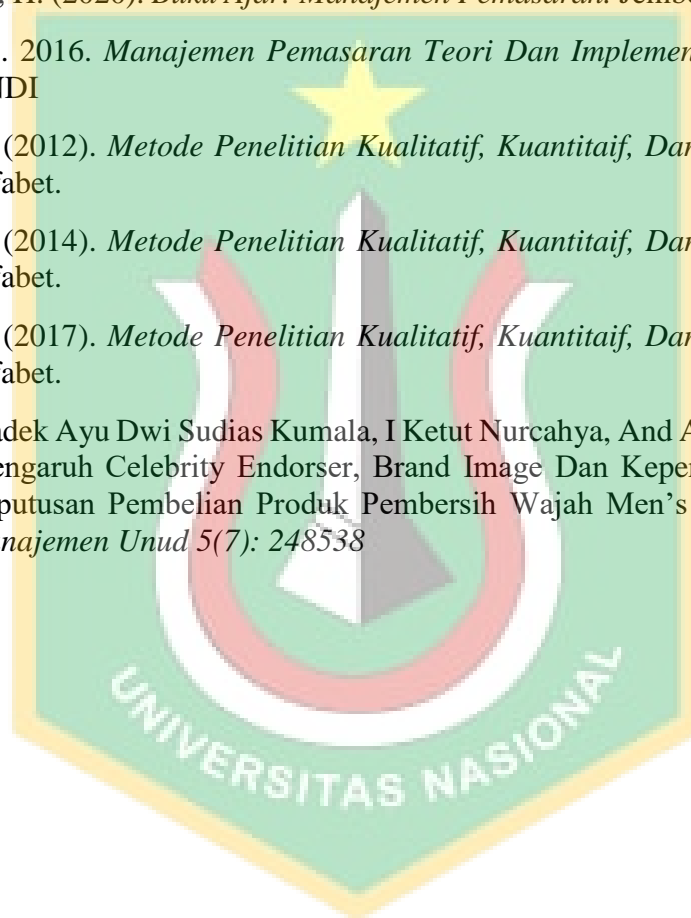 , H. (2020). Buku Ajar: Manajemen Pemasaran. Jember
. 2016. Manajemen Pemasaran Teori Dan Implemen
NDI
(2012). Metode Penelitian Kualitatif, Kuantitaif, Dan
fabet.
(2014). Metode Penelitian Kualitatif, Kuantitaif, Dan
fabet.
(2017). Metode Penelitian Kualitatif, Kuantitaif, Dan
fabet.
adek Ayu Dwi Sudias Kumala, I Ketut Nurcahya, And A
engaruh Celebrity Endorser, Brand Image Dan Keper
putusan Pembelian Produk Pembersih Wajah Men's
najemen Unud 5(7): 248538
UNIVERSITAS NASIONAL